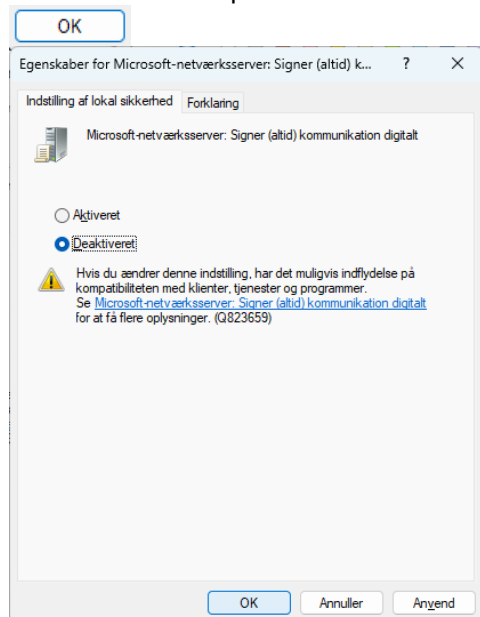 OK
Egenskaber for Microsoft-netværksserver: Signer (altid) k...
Indstilling af lokal sikkerhed Forklaring
Microsoft-netværksserver: Signer (altid) kommunikation digitalt
Aktiveret
Deaktiveret
Hvis du ændrer denne indstilling, har det muligvis indflydelse på
kompatibiliteten med klienter, tjenester og programmer.
Se Microsoft-netværksserver: Signer (altid) kommunikation digitalt
for at få flere oplysninger. (Q823659)
OK Annuller Anvend